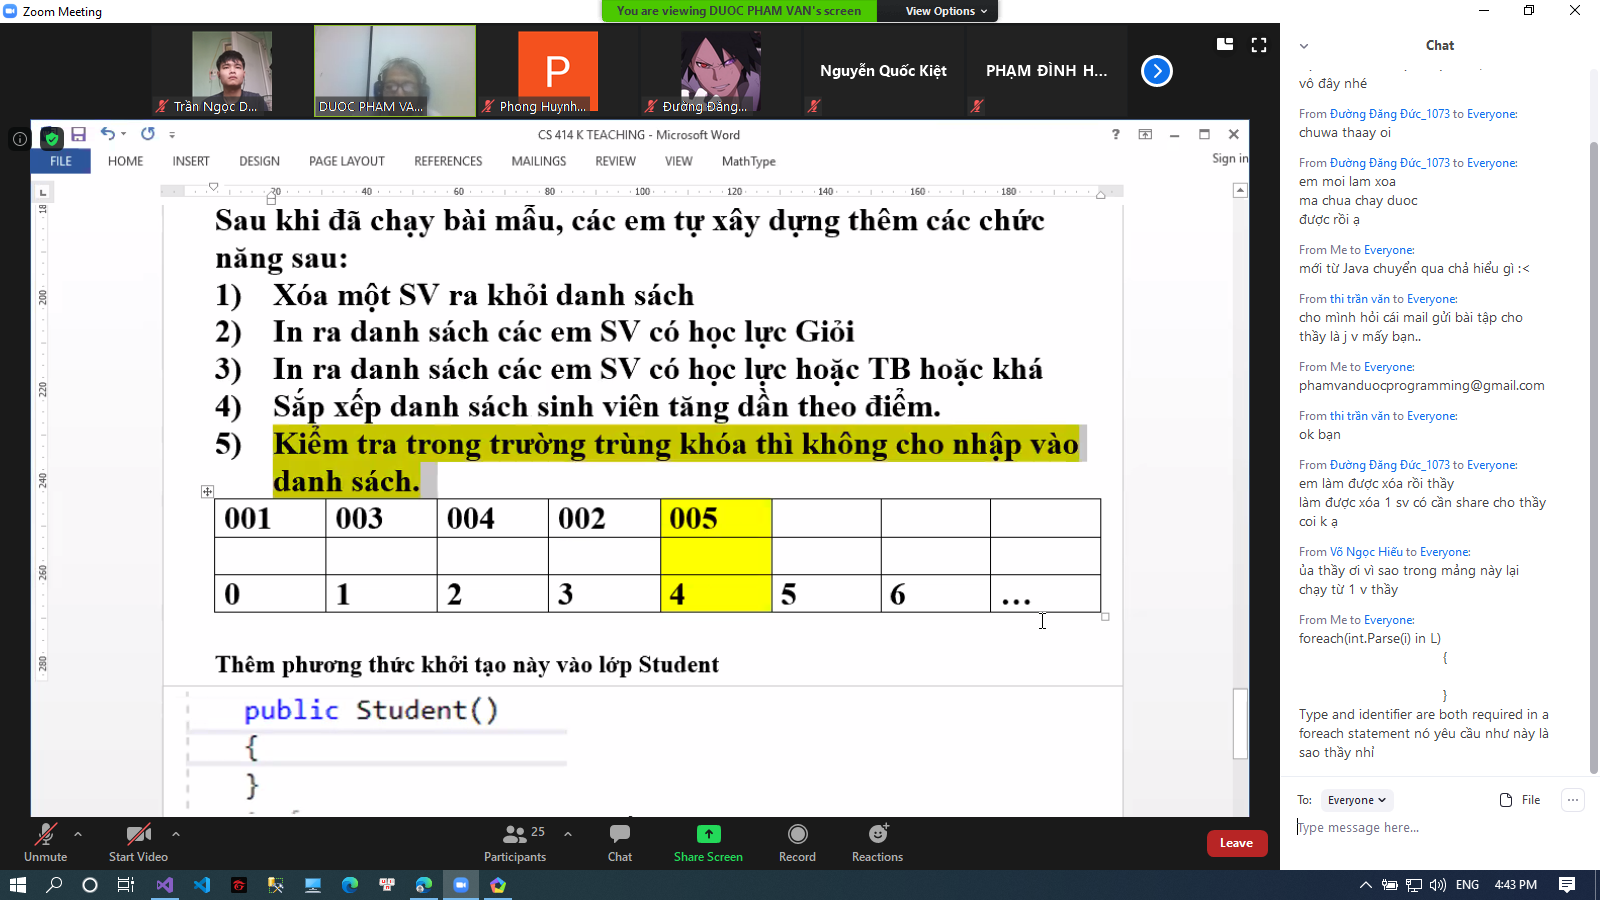 Zoom Meeting
You are viewing DUOC PHAM VAN's screen
View Options
Trần Ngọc D...
DUOC PHAM VA...
P
Phong Huynh...
Đường Đăng...
Nguyễn Quốc Kiệt
PHẠM ĐÌNH H...
CS 414 K TEACHING - Microsoft Word
FILE
HOME
INSERT
DESIGN
PAGE LAYOUT
REFERENCES
MAILINGS
REVIEW
VIEW
MathType
Sign in
20 40 60 80 100 120 140 160 180
18
200
220
240
260
280
Sau khi đã chạy bài mẫu, các em tự xây dựng thêm các chức
năng sau:
1) Xóa một SV ra khỏi danh sách
2) In ra danh sách các em SV có học lực Giỏi
3) In ra danh sách các em SV có học lực hoặc TB hoặc khá
4) Sắp xếp danh sách sinh viên tăng dần theo điểm.
5) Kiểm tra trong trường trùng khóa thì không cho nhập vào
danh sách.
001 003 004 002 005
0 1 2 3 4 5 6 ...
Thêm phương thức khởi tạo này vào lớp Student
public Student()
{
}
Chat
vô đây nhé
From Đường Đăng Đức_1073 to Everyone:
chuwa thaay oi
From Đường Đăng Đức_1073 to Everyone:
em moi lam xoa
ma chua chay duoc
được rồi ạ
From Me to Everyone:
mới từ Java chuyển qua chả hiểu gì :<
From thi trần văn to Everyone:
cho mình hỏi cái mail gửi bài tập cho
thầy là j v mấy bạn..
From Me to Everyone:
phamvanduocprogramming@gmail.com
From thi trần văn to Everyone:
ok bạn
From Đường Đăng Đức_1073 to Everyone:
em làm được xóa rồi thầy
làm được xóa 1 sv có cần share cho thầy
coi k ạ
From Võ Ngọc Hiếu to Everyone:
ủa thầy ơi vì sao trong mảng này lại
chạy từ 1 v thầy
From Me to Everyone:
foreach(int.Parse(i) in L)
{
}
Type and identifier are both required in a
foreach statement nó yêu cầu như này là
sao thầy nhỉ
To: Everyone
File
Type message here...
Unmute
Start Video
25
Participants
Chat
Share Screen
Record
Reactions
Leave
ENG
4:43 PM